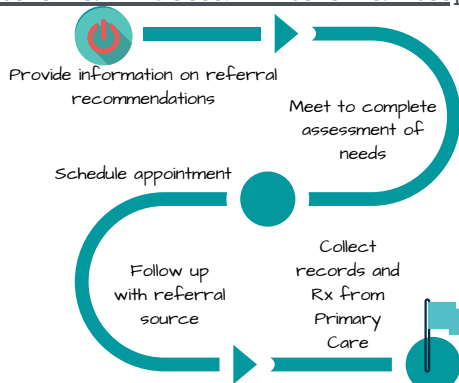 Provide information on referral
recommendations
Meet to complete
assessment of
needs
Schedule appointment
Follow up
with referral
source
Collect
records and
Rx from
Primary
Care